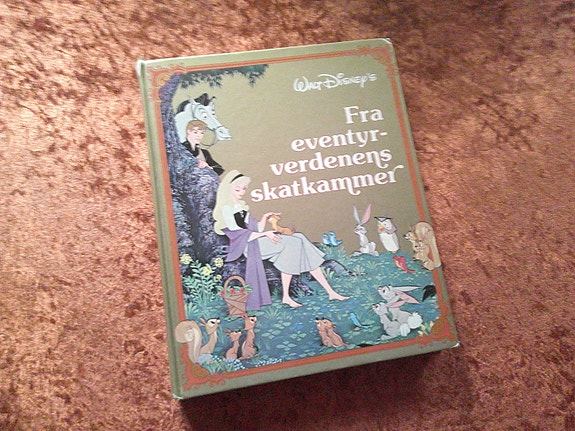 Walt Disney's
Fra
eventyr-
verdenens
skatkammer